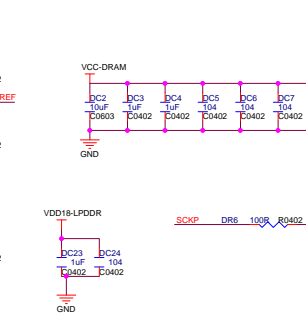 VCC-DRAM
REF
DC2 DC3 DC4 DC5 DC6 DC7
10uF 1uF 1uF 104 104 104
C0603 C0402 C0402 C0402 C0402 C0402
GND
VDD18-LPDDR
SCKP DR6 100R R0402
DC23 DC24
1uF 104
C0402 C0402
GND